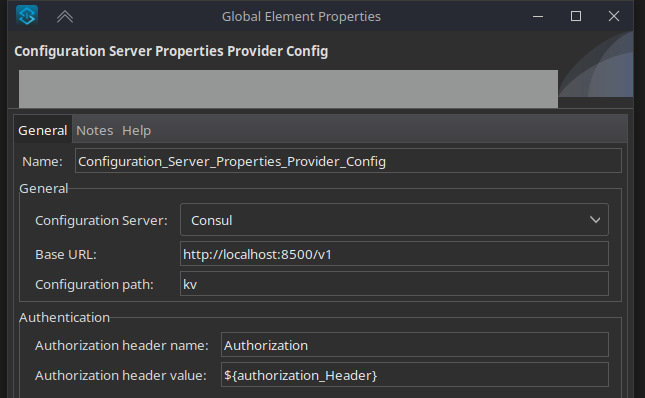 Global Element Properties
Configuration Server Properties Provider Config
General Notes Help
Name: Configuration_Server_Properties_Provider_Config
General
Configuration Server: Consul
Base URL: http://localhost:8500/v1
Configuration path: kv
Authentication
Authorization header name: Authorization
Authorization header value: ${authorization_Header}